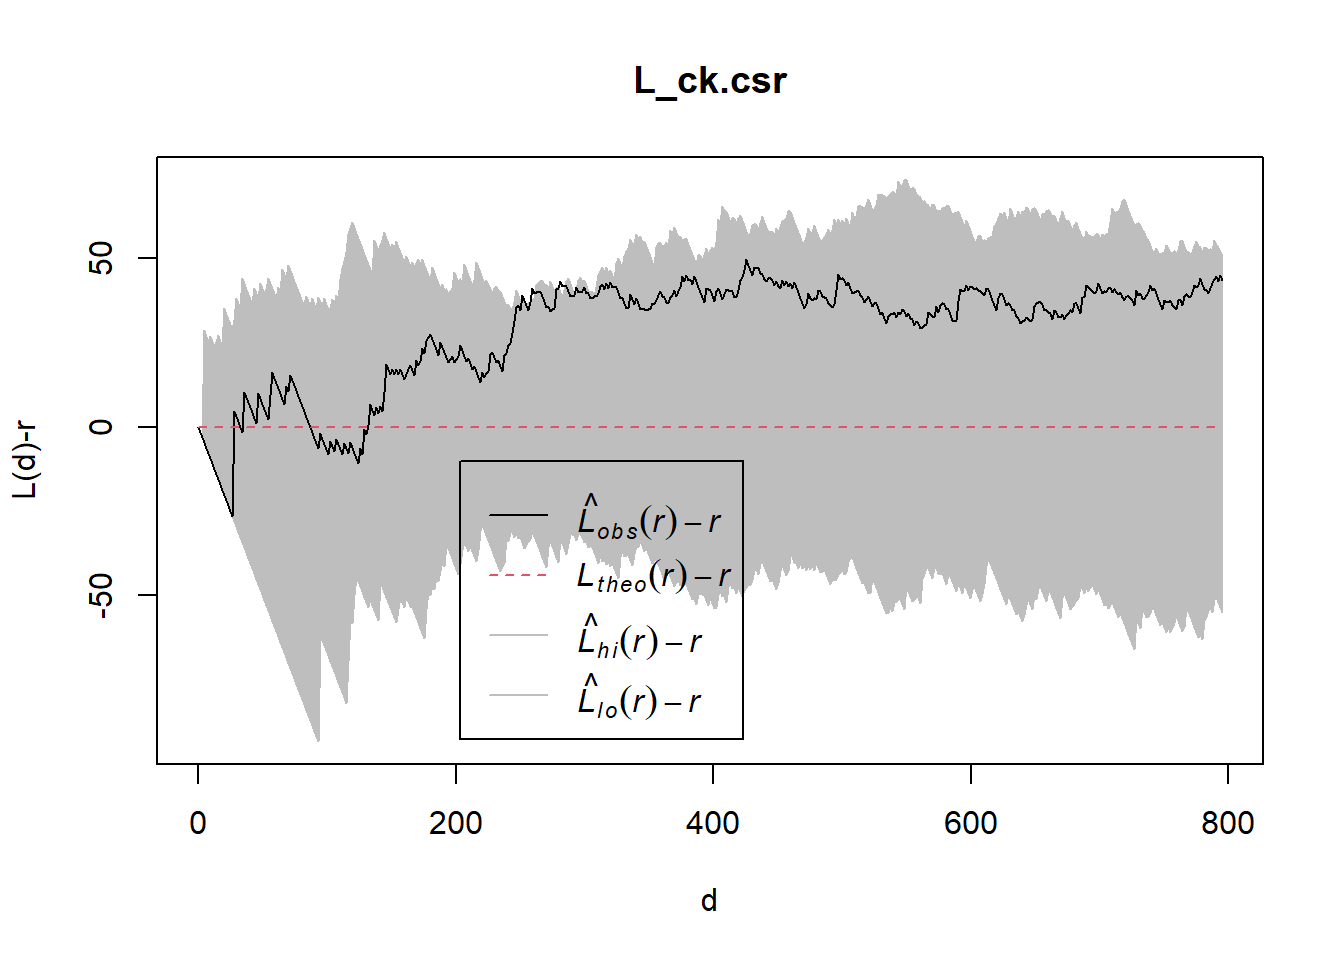 L_ck.csr
L(d)-r
50
0
-50
L̂obs(r) − r
Ltheo(r) − r
L̂hi(r) − r
L̂lo(r) − r
0 200 400 600 800
d